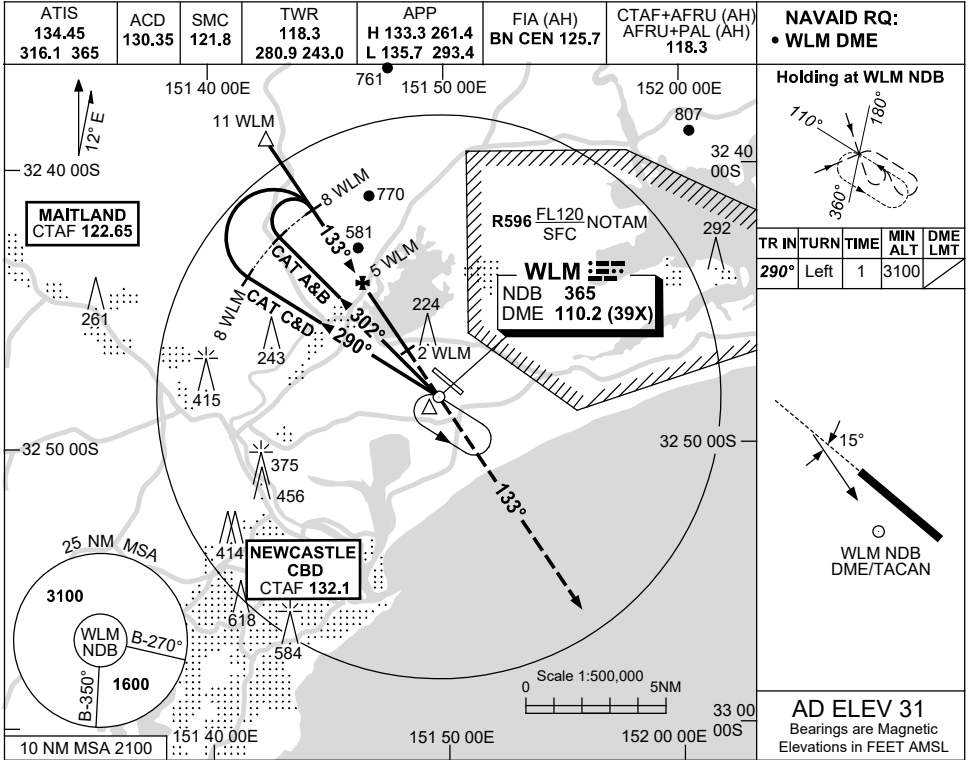 ATIS
134.45
316.1 365
ACD
130.35
SMC
121.8
TWR
118.3
280.9 243.0
APP
H 133.3 261.4
L 135.7 293.4
FIA (AH)
BN CEN 125.7
CTAF+AFRU (AH)
AFRU+PAL (AH)
118.3
NAVAID RQ:
• WLM DME
Holding at WLM NDB
110°
180°
360°
TR IN
TURN
TIME
MIN
ALT
DME
LMT
290°
Left
1
3100
15°
WLM NDB
DME/TACAN
AD ELEV 31
Bearings are Magnetic
Elevations in FEET AMSL
151 40 00E
761
151 50 00E
152 00 00E
807
12° E
11 WLM
32 40 00S
32 40
00S
8 WLM
770
MAITLAND
CTAF 122.65
R596 FL120 NOTAM
SFC
292
581
133°
5 WLM
CAT A&B
302°
CAT C&D
290°
8 WLM
WLM
NDB 365
DME 110.2 (39X)
261
224
243
2 WLM
415
32 50 00S
32 50 00S
375
456
133°
414
NEWCASTLE
CBD
CTAF 132.1
618
584
25 NM MSA
3100
WLM
NDB
B-270°
B-350°
1600
10 NM MSA 2100
Scale 1:500,000
0
5NM
33 00
00S
151 40 00E
151 50 00E
152 00 00E